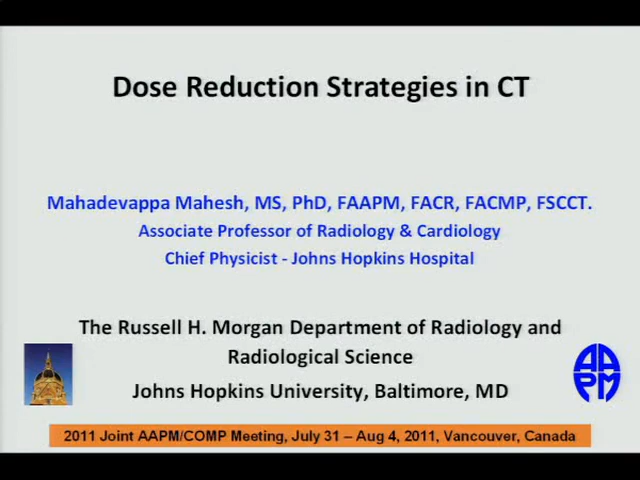 Dose Reduction Strategies in CT
Mahadevappa Mahesh, MS, PhD, FAAPM, FACR, FACMP, FSCCT.
Associate Professor of Radiology & Cardiology
Chief Physicist - Johns Hopkins Hospital
The Russell H. Morgan Department of Radiology and
Radiological Science
Johns Hopkins University, Baltimore, MD
AA
PM
2011 Joint AAPM/COMP Meeting, July 31 – Aug 4, 2011, Vancouver, Canada